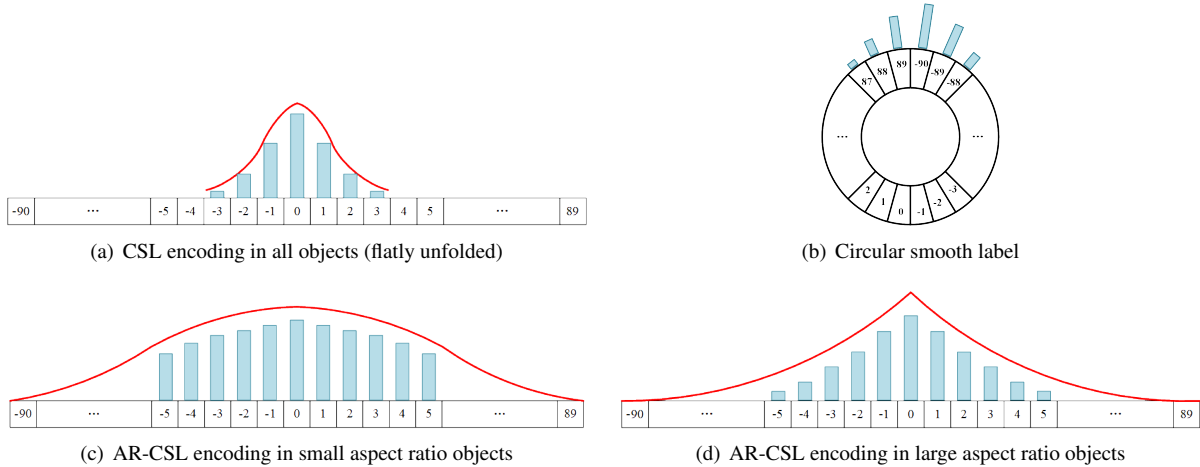 -90 ... -5 -4 -3 -2 -1 0 1 2 3 4 5 ... 89
(a) CSL encoding in all objects (flatly unfolded)
87 88 89 -90 -89 -88
... ...
2 1 0 -1 -2 -3
(b) Circular smooth label
-90 ... -5 -4 -3 -2 -1 0 1 2 3 4 5 ... 89
(c) AR-CSL encoding in small aspect ratio objects
-90 ... -5 -4 -3 -2 -1 0 1 2 3 4 5 ... 89
(d) AR-CSL encoding in large aspect ratio objects